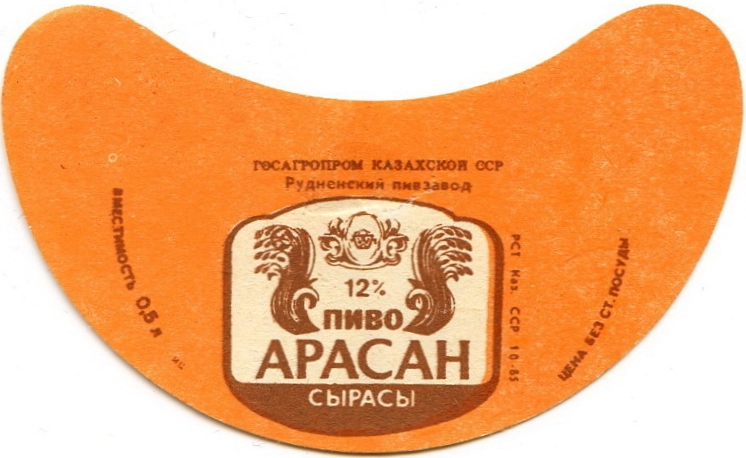 ГОСАГРОПРОМ КАЗАХСКОЙ ССР
Рудненский пивзавод
вместимость 0,5 л
12%
ПИВО
АРАСАН
СЫРАСЫ
РСТ Каз. ССР 10-85
ЦЕНА БЕЗ СТ. ПОСУДЫ